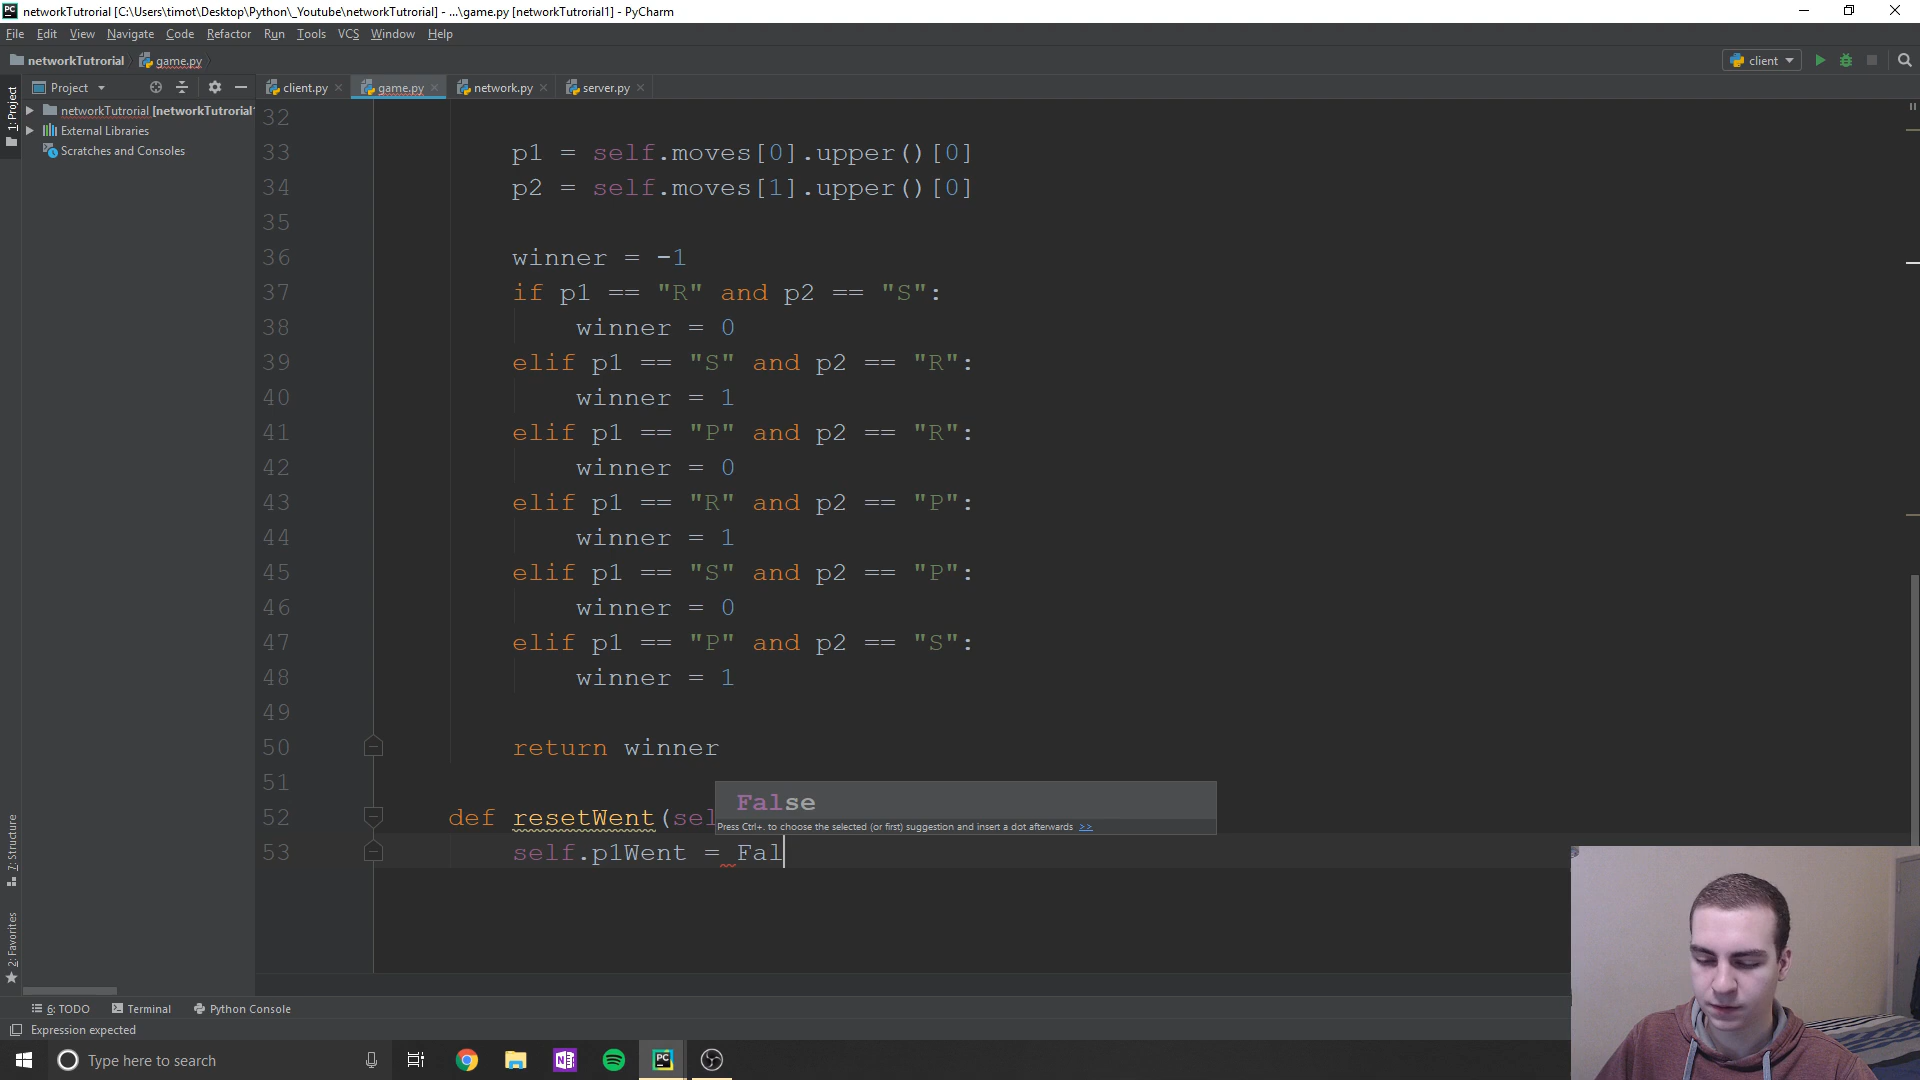 networkTutrorial [C:\Users\timot\Desktop\Python\_Youtube\networkTutrorial] - ...\game.py [networkTutrorial1] - PyCharm
File Edit View Navigate Code Refactor Run Tools VCS Window Help
networkTutrorial game.py client
Project client.py game.py network.py server.py
1: Project
networkTutrorial [networkTutrorial
External Libraries
Scratches and Consoles
32
33 p1 = self.moves[0].upper()[0]
34 p2 = self.moves[1].upper()[0]
35
36 winner = -1
37 if p1 == "R" and p2 == "S":
38 winner = 0
39 elif p1 == "S" and p2 == "R":
40 winner = 1
41 elif p1 == "P" and p2 == "R":
42 winner = 0
43 elif p1 == "R" and p2 == "P":
44 winner = 1
45 elif p1 == "S" and p2 == "P":
46 winner = 0
47 elif p1 == "P" and p2 == "S":
48 winner = 1
49
50 return winner
51
False
Press Ctrl+. to choose the selected (or first) suggestion and insert a dot afterwards >>
52 def resetWent(sel
53 self.p1Went = Fal
7: Structure
2: Favorites
6: TODO Terminal Python Console
Expression expected
Type here to search